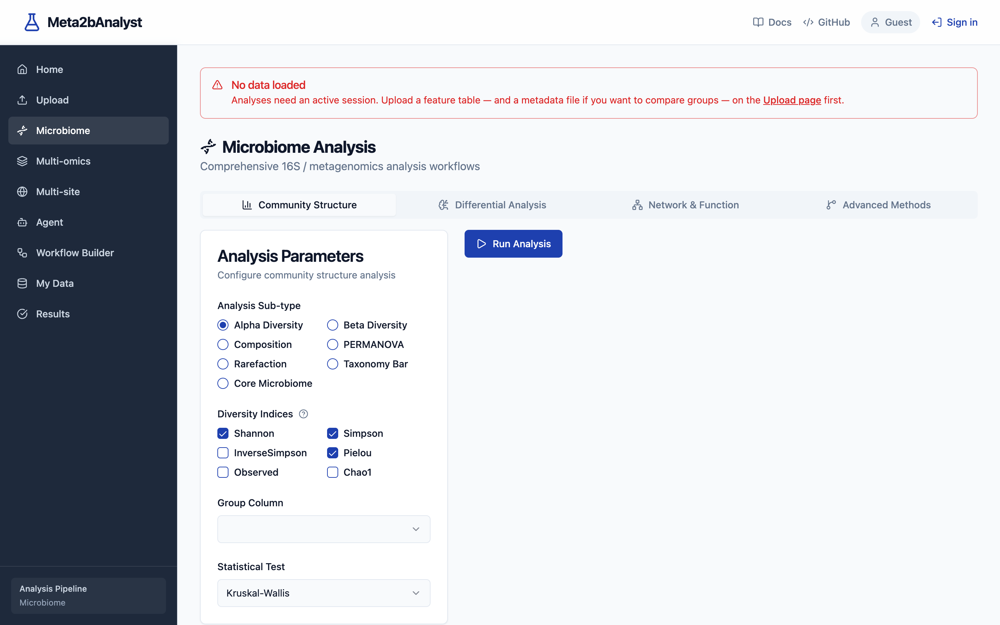 Meta2bAnalyst
Docs
GitHub
Guest
Sign in
Home
Upload
Microbiome
Multi-omics
Multi-site
Agent
Workflow Builder
My Data
Results
Analysis Pipeline
Microbiome
No data loaded
Analyses need an active session. Upload a feature table — and a metadata file if you want to compare groups — on the Upload page first.
Microbiome Analysis
Comprehensive 16S / metagenomics analysis workflows
Community Structure
Differential Analysis
Network & Function
Advanced Methods
Analysis Parameters
Configure community structure analysis
Analysis Sub-type
Alpha Diversity
Beta Diversity
Composition
PERMANOVA
Rarefaction
Taxonomy Bar
Core Microbiome
Diversity Indices
Shannon
Simpson
InverseSimpson
Pielou
Observed
Chao1
Group Column
Statistical Test
Kruskal-Wallis
Run Analysis